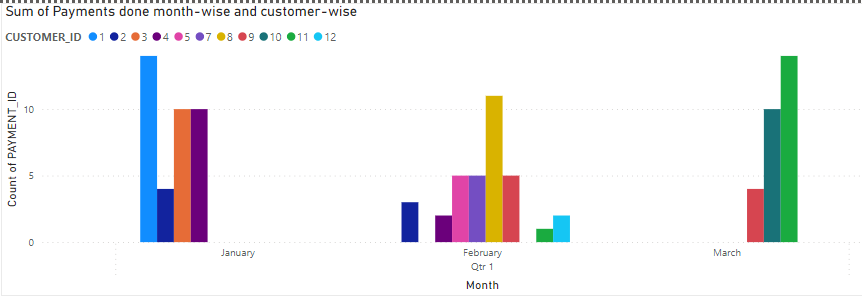 Sum of Payments done month-wise and customer-wise
CUSTOMER_ID 1 2 3 4 5 7 8 9 10 11 12
Count of PAYMENT_ID
10
5
0
January February March
Qtr 1
Month